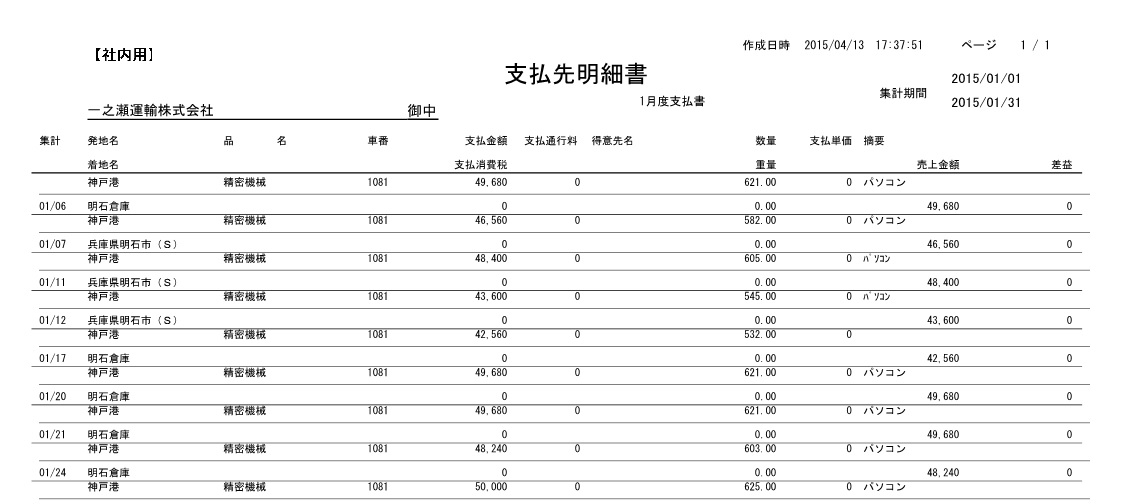 作成日時 2015/04/13 17:37:51 ページ 1 / 1
【社内用】
支払先明細書
2015/01/01
1月度支払書
集計期間
2015/01/31
一之瀬運輸株式会社 御中
集計 発地名 品 名 車番 支払金額 支払通行料 得意先名 数量 支払単価 摘要
着地名 支払消費税 重量 売上金額 差益
神戸港 精密機械 1081 49,680 0 621.00 0 パソコン
01/06 明石倉庫 0 0.00 49,680 0
神戸港 精密機械 1081 46,560 0 582.00 0 パソコン
01/07 兵庫県明石市（S） 0 0.00 46,560 0
神戸港 精密機械 1081 48,400 0 605.00 0 ﾊﾟｿｺﾝ
01/11 兵庫県明石市（S） 0 0.00 48,400 0
神戸港 精密機械 1081 43,600 0 545.00 0 ﾊﾟｿｺﾝ
01/12 兵庫県明石市（S） 0 0.00 43,600 0
神戸港 精密機械 1081 42,560 0 532.00 0
01/17 明石倉庫 0 0.00 42,560 0
神戸港 精密機械 1081 49,680 0 621.00 0 パソコン
01/20 明石倉庫 0 0.00 49,680 0
神戸港 精密機械 1081 49,680 0 621.00 0 パソコン
01/21 明石倉庫 0 0.00 49,680 0
神戸港 精密機械 1081 48,240 0 603.00 0 パソコン
01/24 明石倉庫 0 0.00 48,240 0
神戸港 精密機械 1081 50,000 0 625.00 0 パソコン